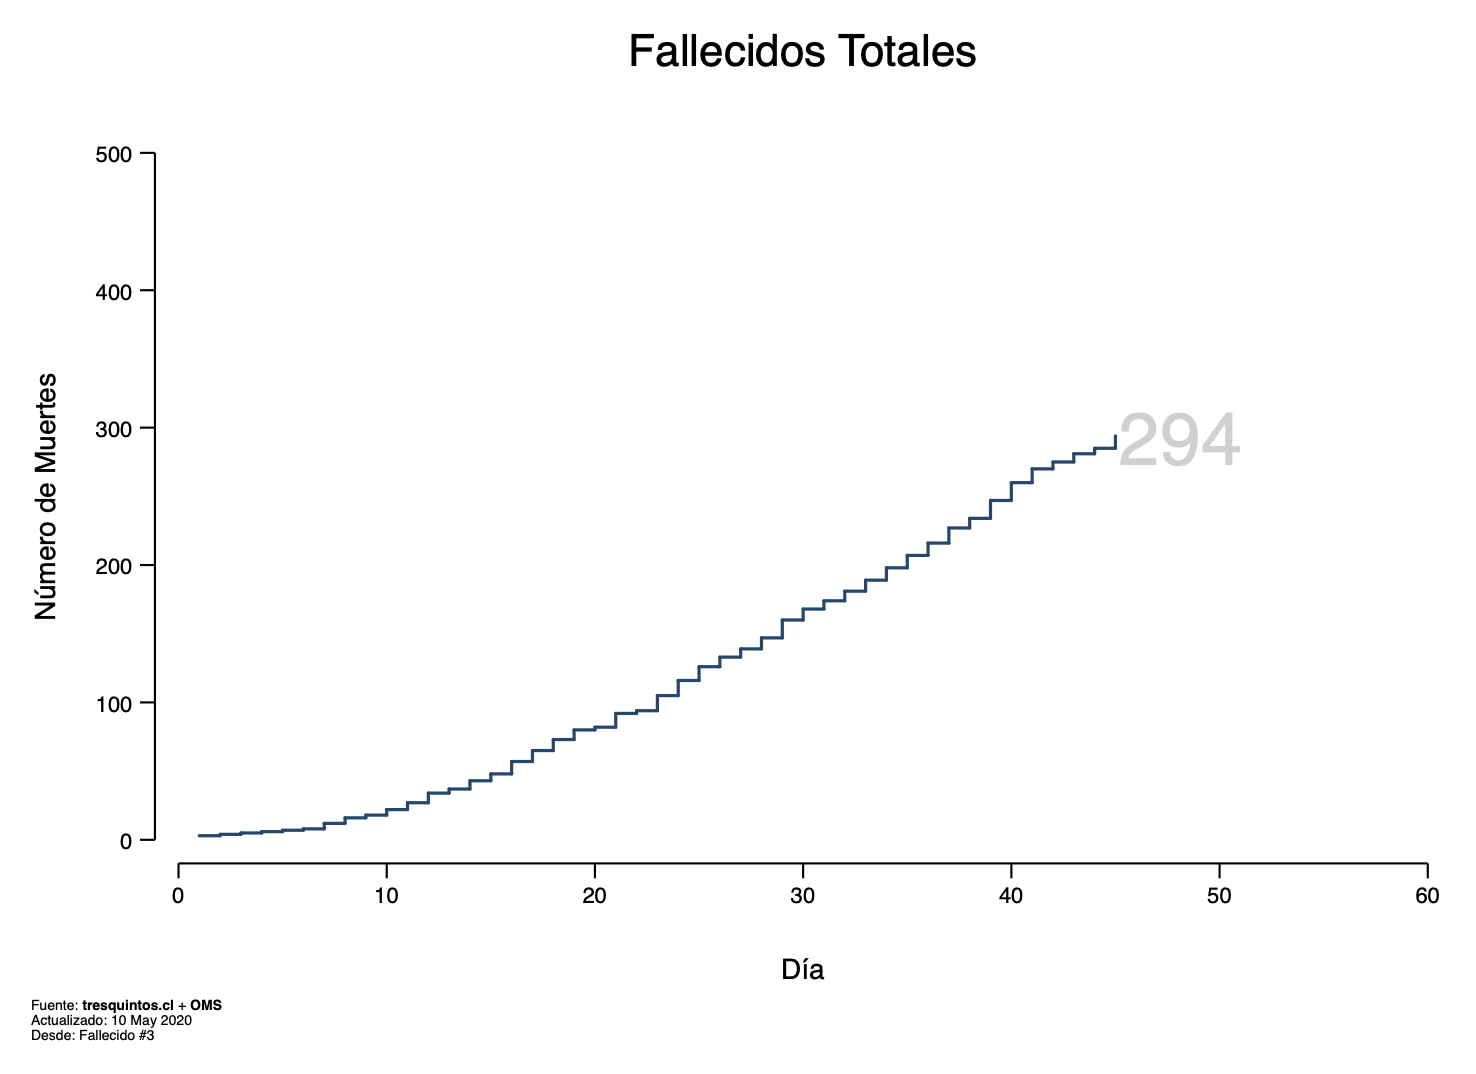 Fallecidos Totales
500
400
300
200
100
0
Número de Muertes
294
0 10 20 30 40 50 60
Día
Fuente: tresquintos.cl + OMS
Actualizado: 10 May 2020
Desde: Fallecido #3